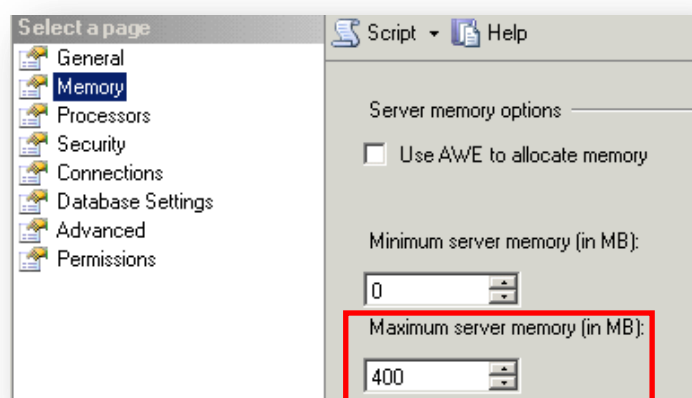 Select a page
General
Memory
Processors
Security
Connections
Database Settings
Advanced
Permissions
Script Help
Server memory options
Use AWE to allocate memory
Minimum server memory (in MB):
0
Maximum server memory (in MB):
400